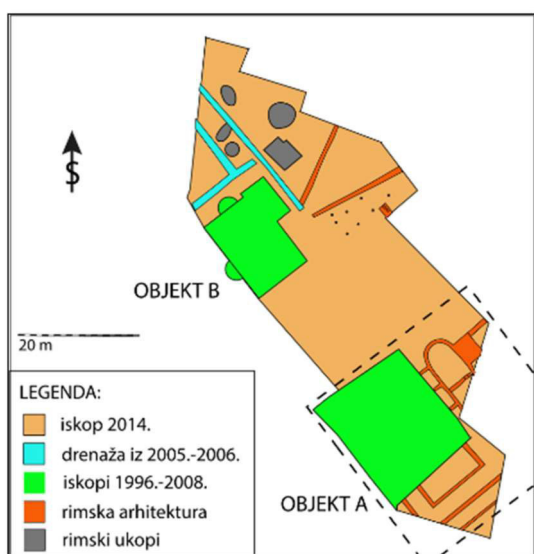 S
OBJEKT B
20 m
OBJEKT A
LEGENDA:
iskop 2014.
drenaža iz 2005.-2006.
iskopi 1996.-2008.
rimska arhitektura
rimski ukopi